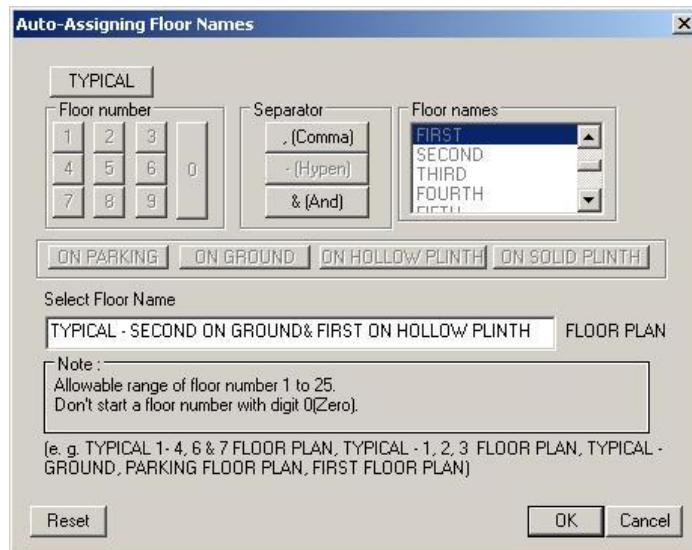 Auto-Assigning Floor Names
TYPICAL
Floor number
1 2 3
4 5 6 0
7 8 9
Separator
, (Comma)
- (Hypen)
& (And)
Floor names
FIRST
SECOND
THIRD
FOURTH
FIFTH
ON PARKING ON GROUND ON HOLLOW PLINTH ON SOLID PLINTH
Select Floor Name
TYPICAL - SECOND ON GROUND& FIRST ON HOLLOW PLINTH FLOOR PLAN
Note :
Allowable range of floor number 1 to 25.
Don't start a floor number with digit 0(Zero).
(e. g. TYPICAL 1- 4, 6 & 7 FLOOR PLAN, TYPICAL - 1, 2, 3 FLOOR PLAN, TYPICAL -
GROUND, PARKING FLOOR PLAN, FIRST FLOOR PLAN)
Reset OK Cancel